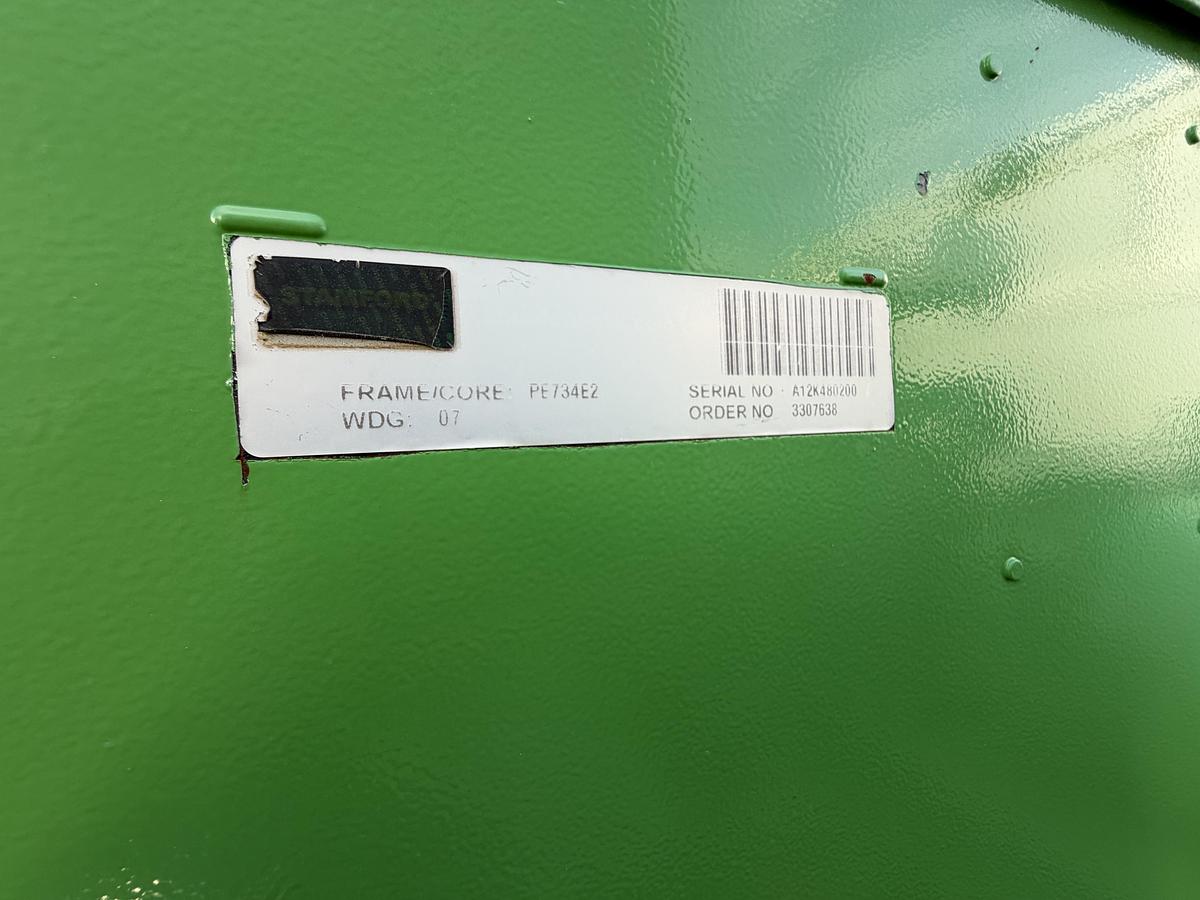 STAMFORD
FRAME/CORE: PE734E2
WDG: 07
SERIAL NO · A12K480200
ORDER NO 3307638